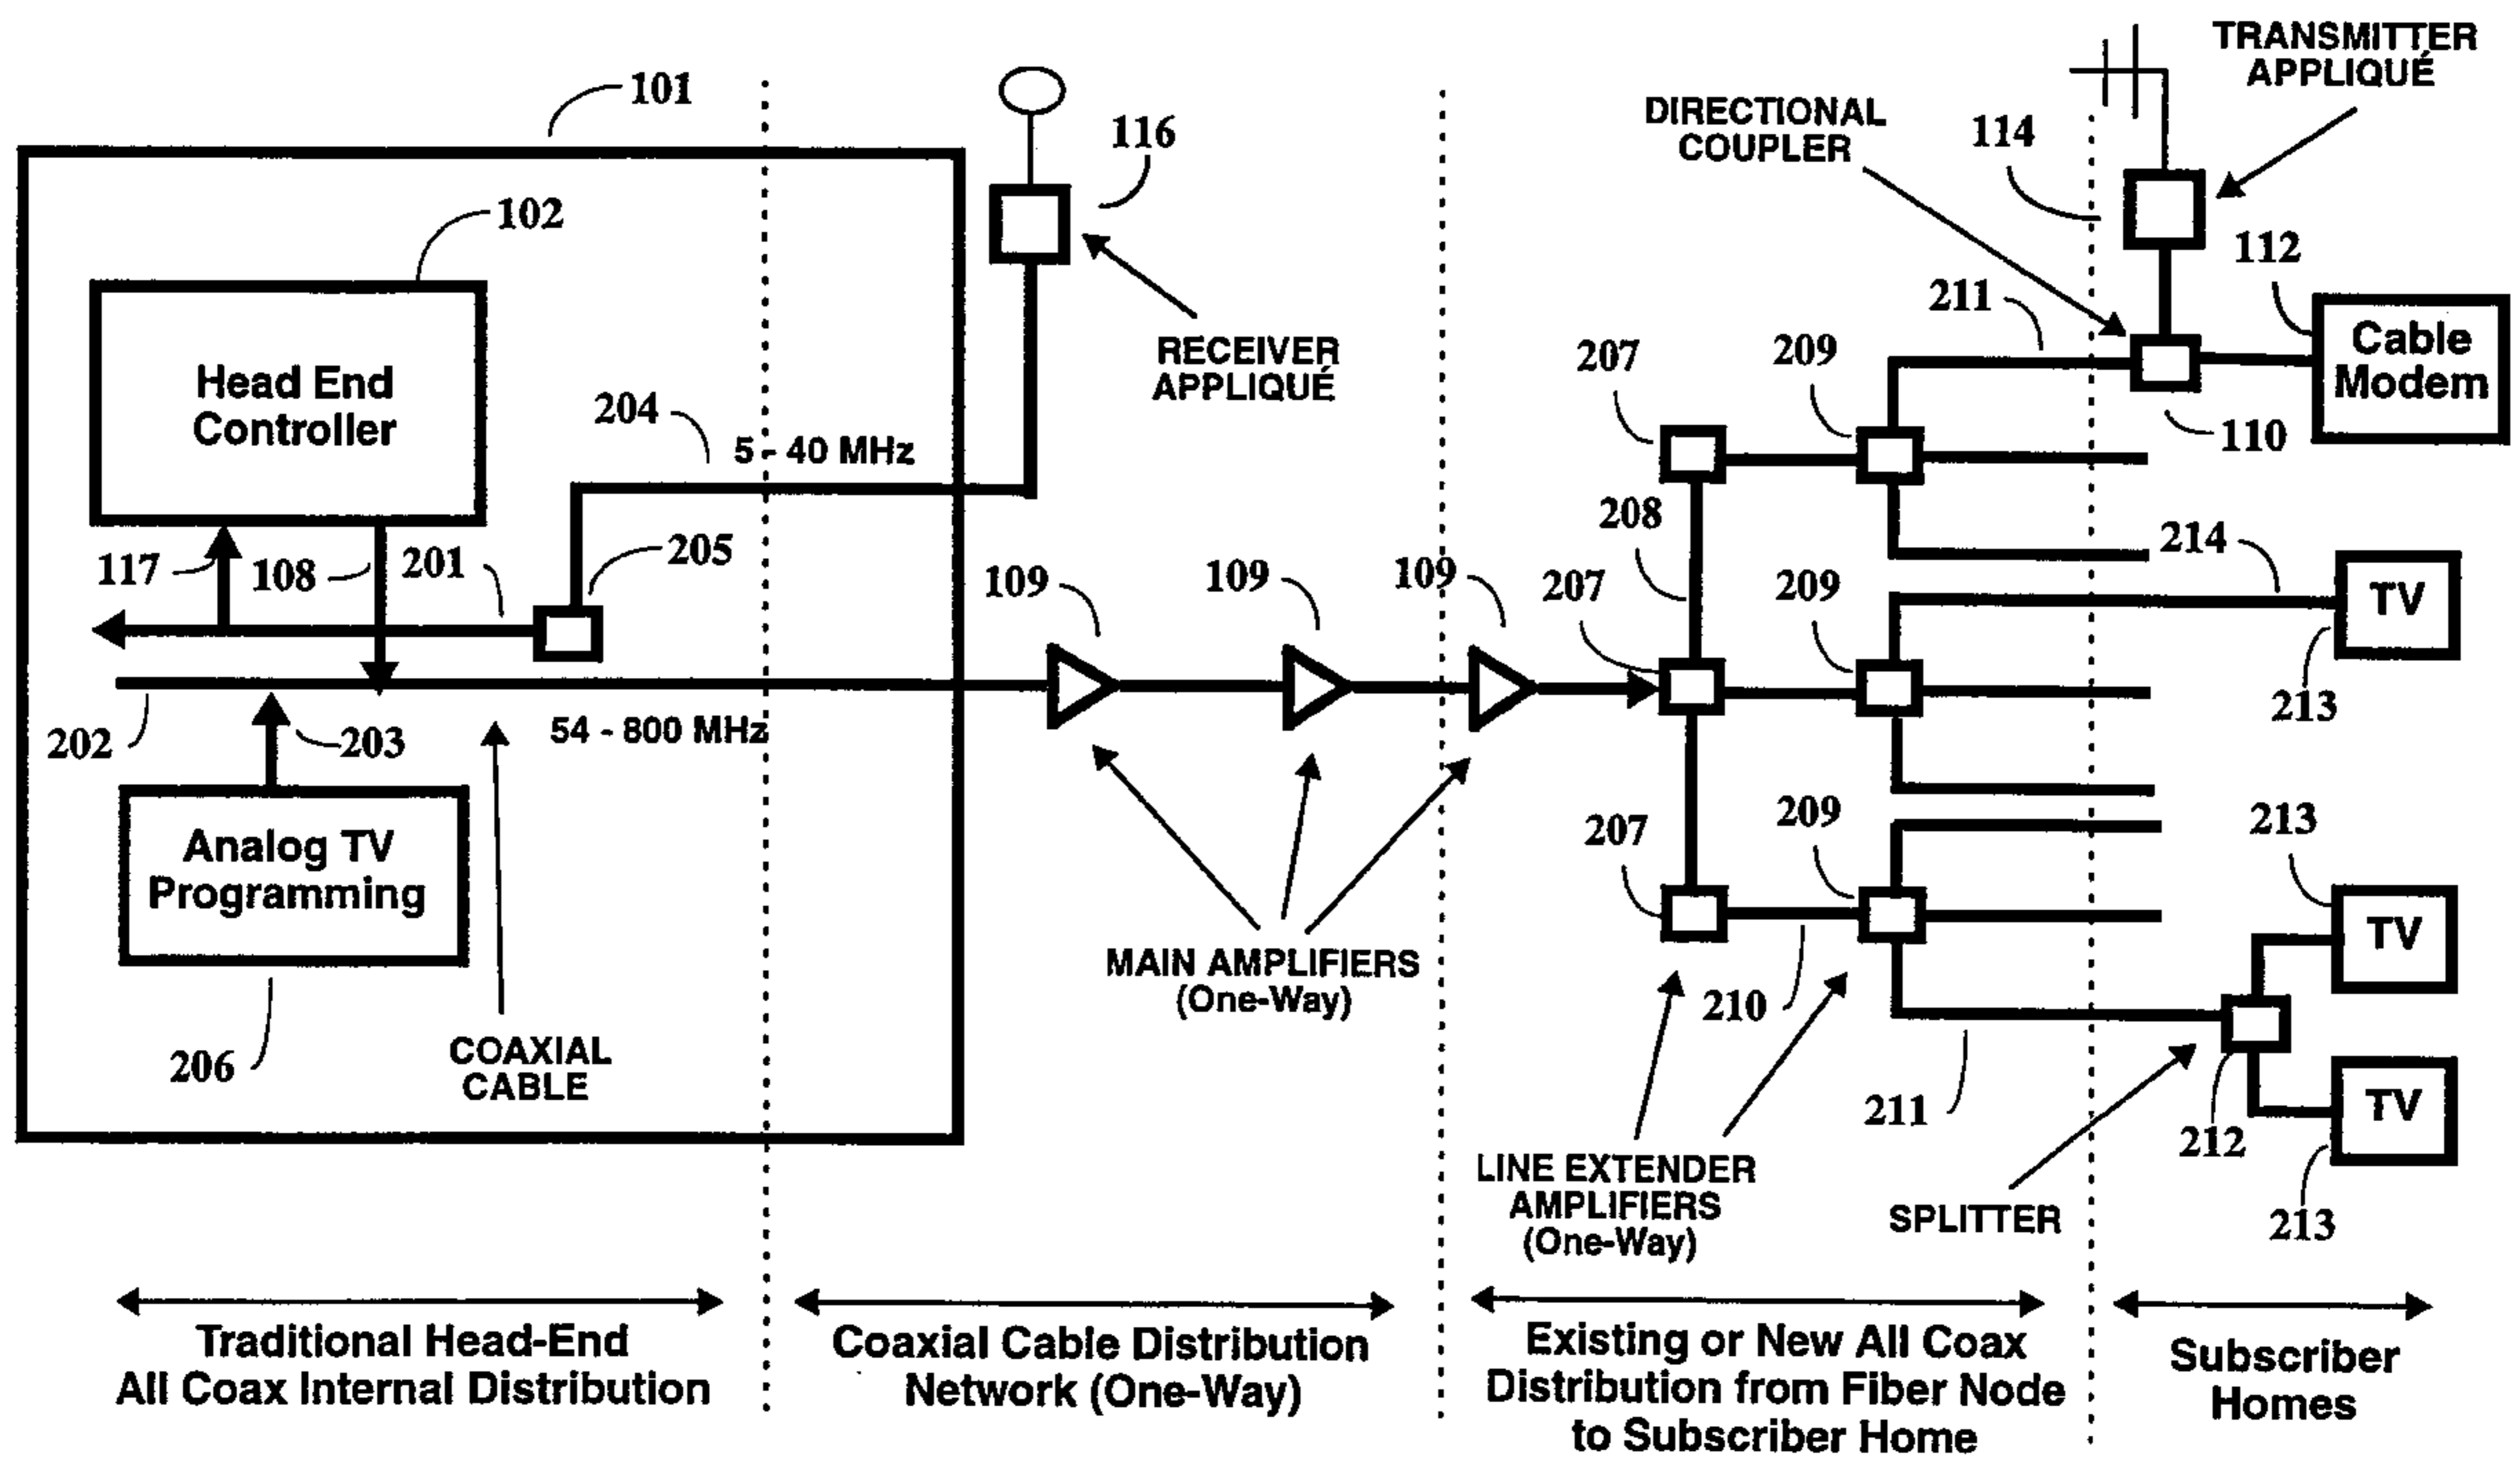 TRANSMITTER
APPLIQUÉ
101
DIRECTIONAL
COUPLER
116
114
102
112
211
Cable
Modem
207
209
RECEIVER
APPLIQUÉ
Head End
Controller
204
5 - 40 MHz
110
208
214
117
108
201
205
109
109
109
207
209
TV
202
203
54 - 800 MHz
213
Analog TV
Programming
207
209
213
TV
MAIN AMPLIFIERS
(One-Way)
210
206
COAXIAL
CABLE
211
212
TV
LINE EXTENDER
AMPLIFIERS
(One-Way)
SPLITTER
213
Traditional Head-End
All Coax Internal Distribution
Coaxial Cable Distribution
Network (One-Way)
Existing or New All Coax
Distribution from Fiber Node
to Subscriber Home
Subscriber
Homes